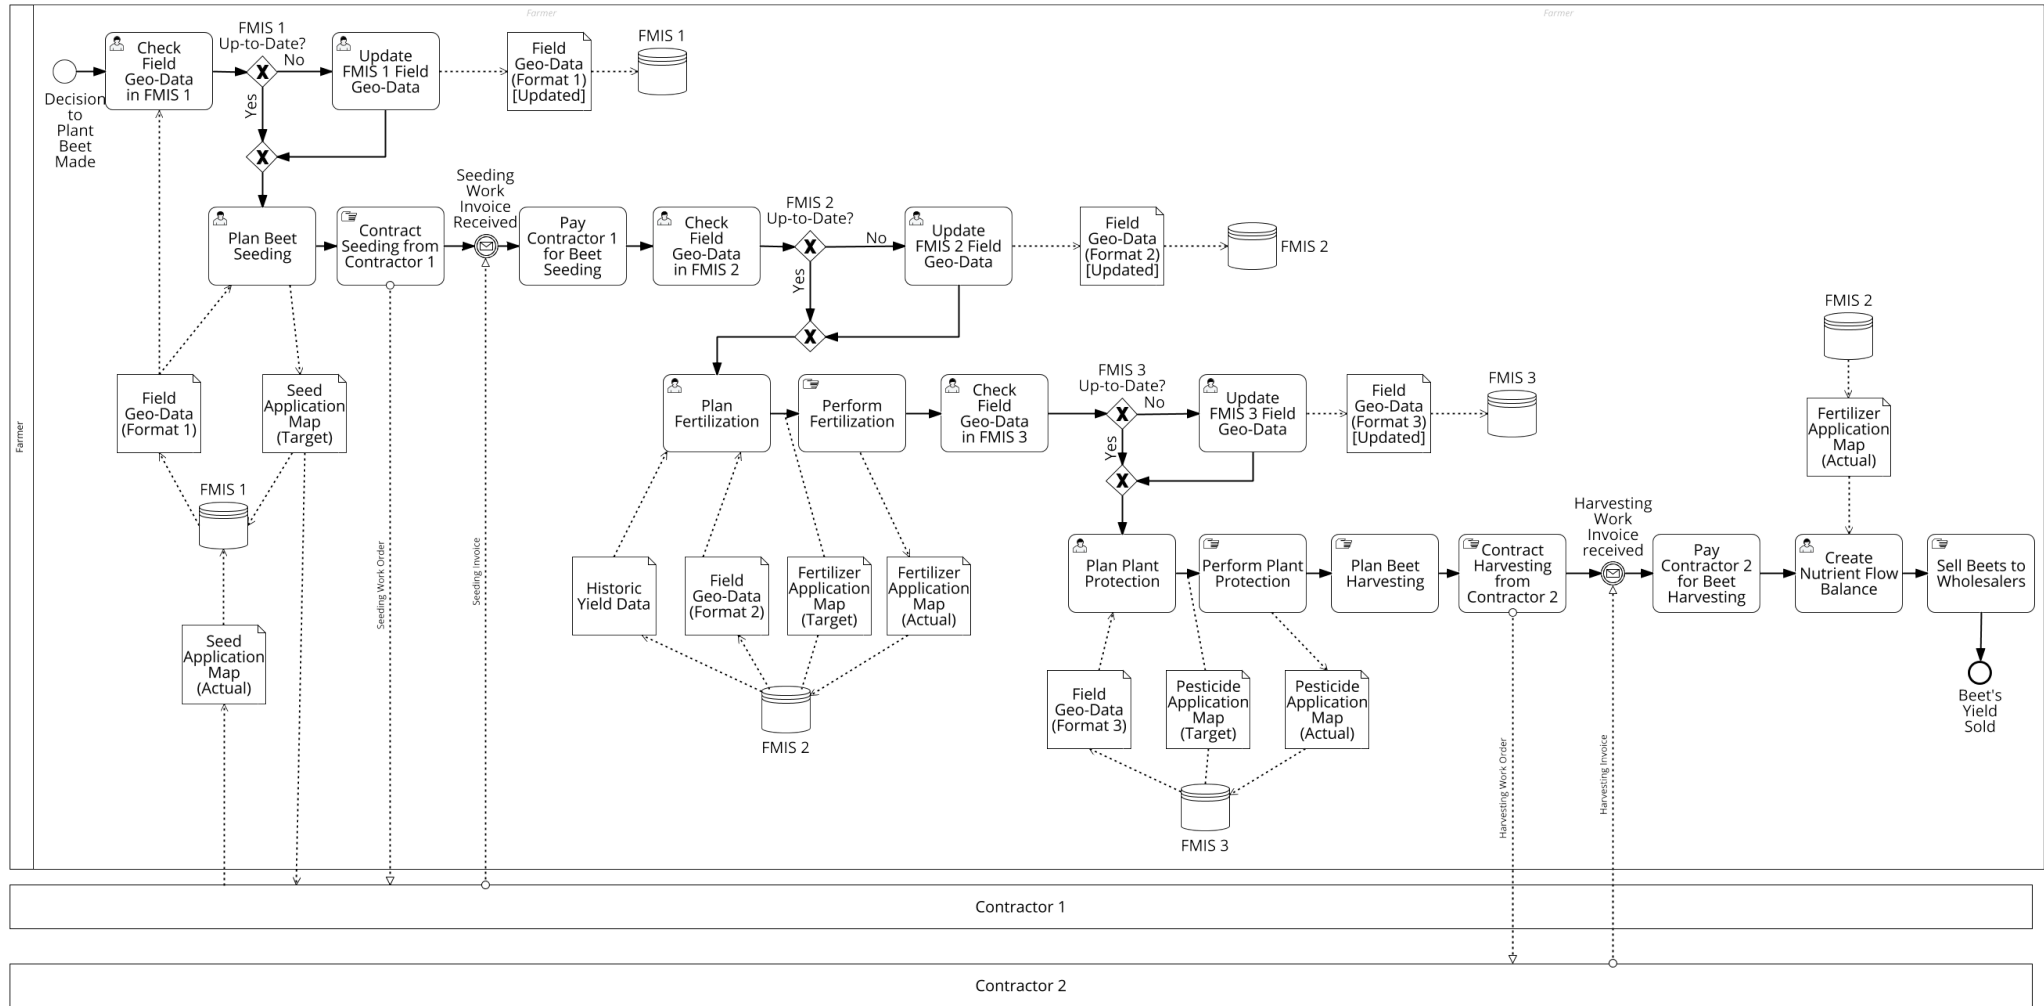 Farmer
Farmer
Farmer
Decision
to
Plant
Beet
Made
Check
Field
Geo-Data
in FMIS 1
FMIS 1
Up-to-Date?
No
Yes
X
X
Update
FMIS 1 Field
Geo-Data
Field
Geo-Data
(Format 1)
[Updated]
FMIS 1
Plan Beet
Seeding
Contract
Seeding from
Contractor 1
Seeding
Work
Invoice
Received
Pay
Contractor 1
for Beet
Seeding
Check
Field
Geo-Data
in FMIS 2
FMIS 2
Up-to-Date?
No
Yes
X
X
Update
FMIS 2 Field
Geo-Data
Field
Geo-Data
(Format 2)
[Updated]
FMIS 2
Field
Geo-Data
(Format 1)
Seed
Application
Map
(Target)
FMIS 1
Seed
Application
Map
(Actual)
Seeding Work Order
Seeding Invoice
Plan
Fertilization
Perform
Fertilization
Check
Field
Geo-Data
in FMIS 3
FMIS 3
Up-to-Date?
No
Yes
X
X
Update
FMIS 3 Field
Geo-Data
Field
Geo-Data
(Format 3)
[Updated]
FMIS 3
Historic
Yield Data
Field
Geo-Data
(Format 2)
Fertilizer
Application
Map
(Target)
Fertilizer
Application
Map
(Actual)
FMIS 2
Plan Plant
Protection
Perform Plant
Protection
Plan Beet
Harvesting
Contract
Harvesting
from
Contractor 2
Harvesting
Work
Invoice
received
Pay
Contractor 2
for Beet
Harvesting
FMIS 2
Fertilizer
Application
Map
(Actual)
Create
Nutrient Flow
Balance
Sell Beets to
Wholesalers
Beet's
Yield
Sold
Field
Geo-Data
(Format 3)
Pesticide
Application
Map
(Target)
Pesticide
Application
Map
(Actual)
FMIS 3
Harvesting Work Order
Harvesting Invoice
Contractor 1
Contractor 2